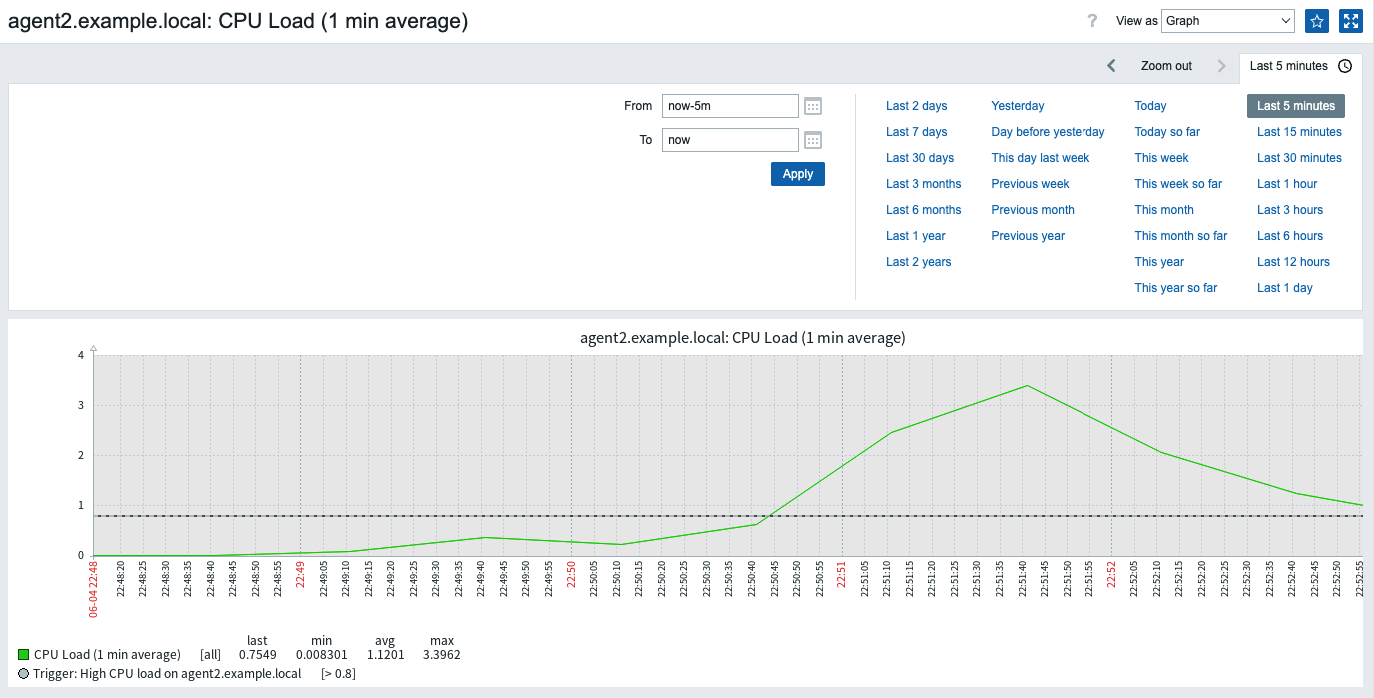 agent2.example.local: CPU Load (1 min average)
? View as Graph
Zoom out
Last 5 minutes
From now-5m
To now
Apply
Last 2 days Yesterday Today Last 5 minutes
Last 7 days Day before yesterday Today so far Last 15 minutes
Last 30 days This day last week This week Last 30 minutes
Last 3 months Previous week This week so far Last 1 hour
Last 6 months Previous month This month Last 3 hours
Last 1 year Previous year This month so far Last 6 hours
Last 2 years This year Last 12 hours
This year so far Last 1 day
agent2.example.local: CPU Load (1 min average)
4
3
2
1
0
06-04 22:48 22:48:20 22:48:25 22:48:30 22:48:35 22:48:40 22:48:45 22:48:50 22:48:55 22:49 22:49:05 22:49:10 22:49:15 22:49:20 22:49:25 22:49:30 22:49:35 22:49:40 22:49:45 22:49:50 22:49:55 22:50 22:50:05 22:50:10 22:50:15 22:50:20 22:50:25 22:50:30 22:50:35 22:50:40 22:50:45 22:50:50 22:50:55 22:51 22:51:05 22:51:10 22:51:15 22:51:20 22:51:25 22:51:30 22:51:35 22:51:40 22:51:45 22:51:50 22:51:55 22:52 22:52:05 22:52:10 22:52:15 22:52:20 22:52:25 22:52:30 22:52:35 22:52:40 22:52:45 22:52:50 22:52:55
last min avg max
CPU Load (1 min average) [all] 0.7549 0.008301 1.1201 3.3962
Trigger: High CPU load on agent2.example.local [> 0.8]